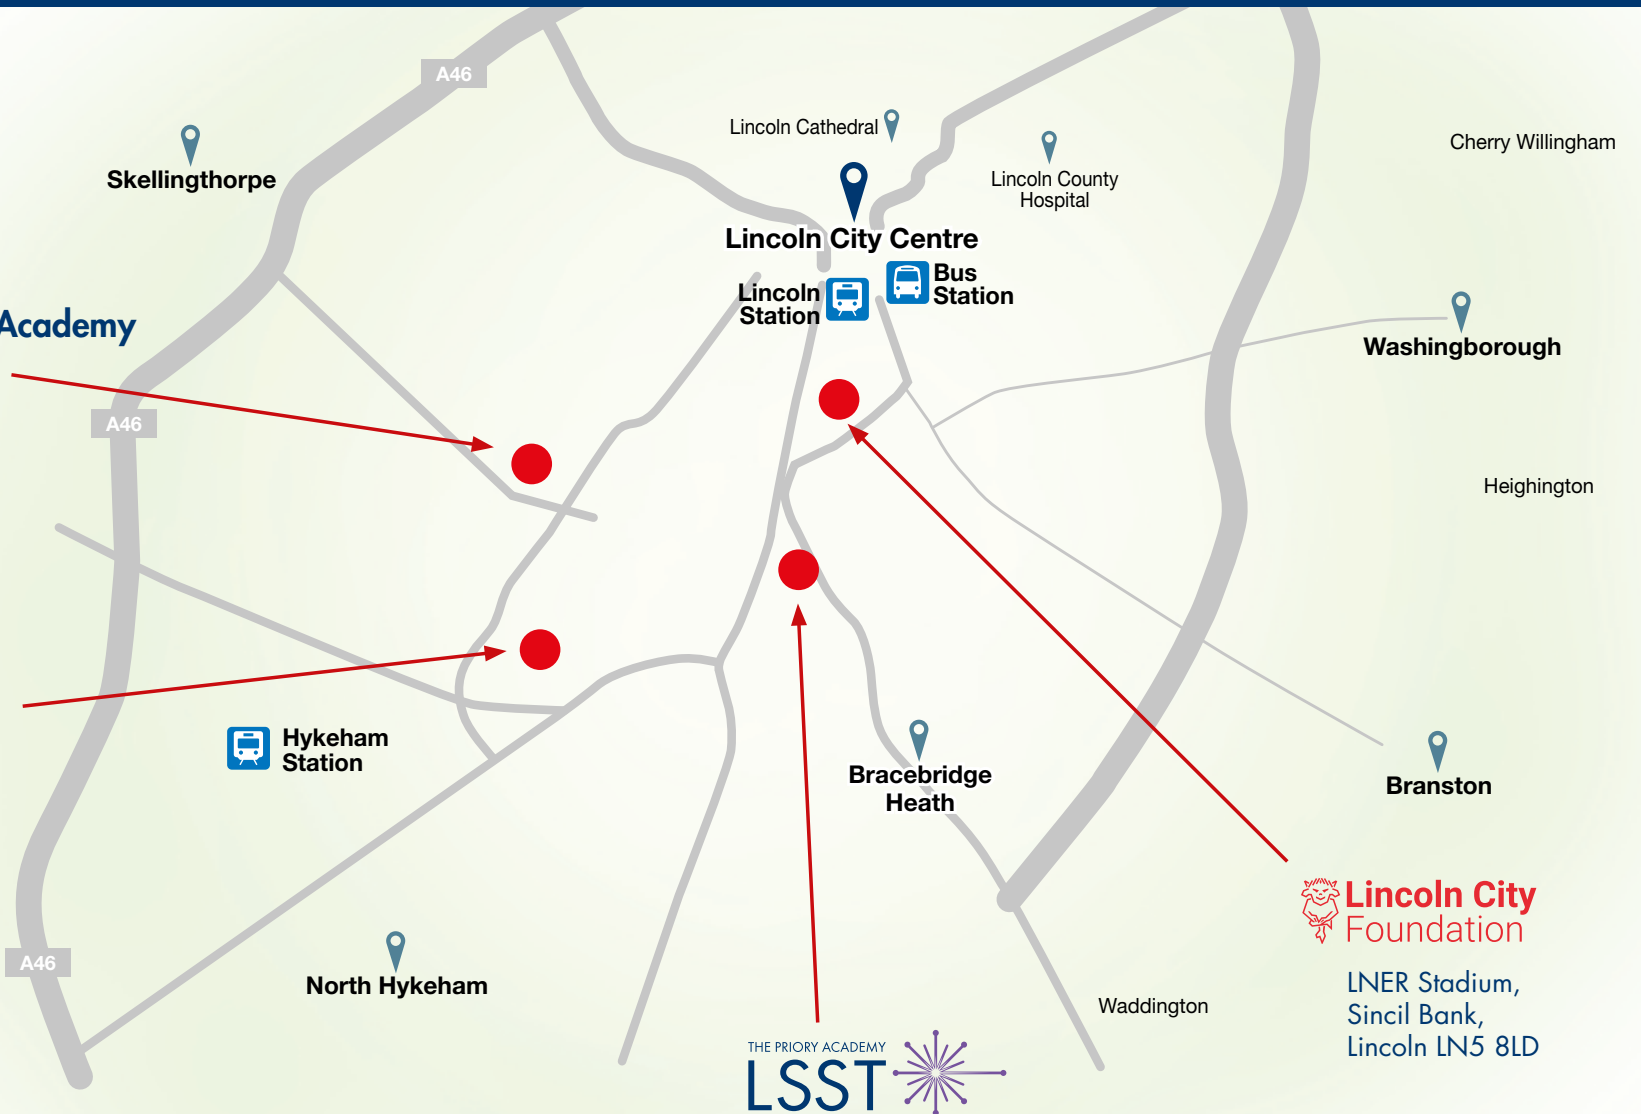 A46
Lincoln Cathedral
Cherry Willingham
Skellingthorpe
Lincoln County
Hospital
Lincoln City Centre
Bus
Station
Lincoln
Station
Academy
Washingborough
A46
Heighington
Hykeham
Station
Bracebridge
Heath
Branston
Lincoln City
Foundation
A46
North Hykeham
LNER Stadium,
Sincil Bank,
Lincoln LN5 8LD
Waddington
THE PRIORY ACADEMY
LSST